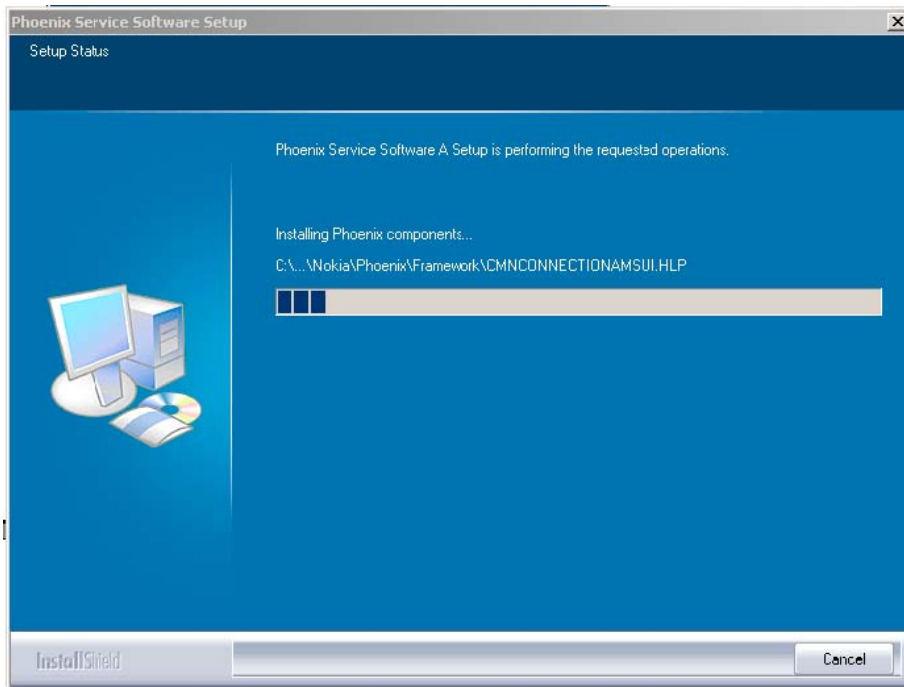 Phoenix Service Software Setup
Setup Status
Phoenix Service Software A Setup is performing the requested operations.
Installing Phoenix components...
C:\...\Nokia\Phoenix\Framework\CMNCONNECTIONAMSUI.HLP
InstallShield
Cancel